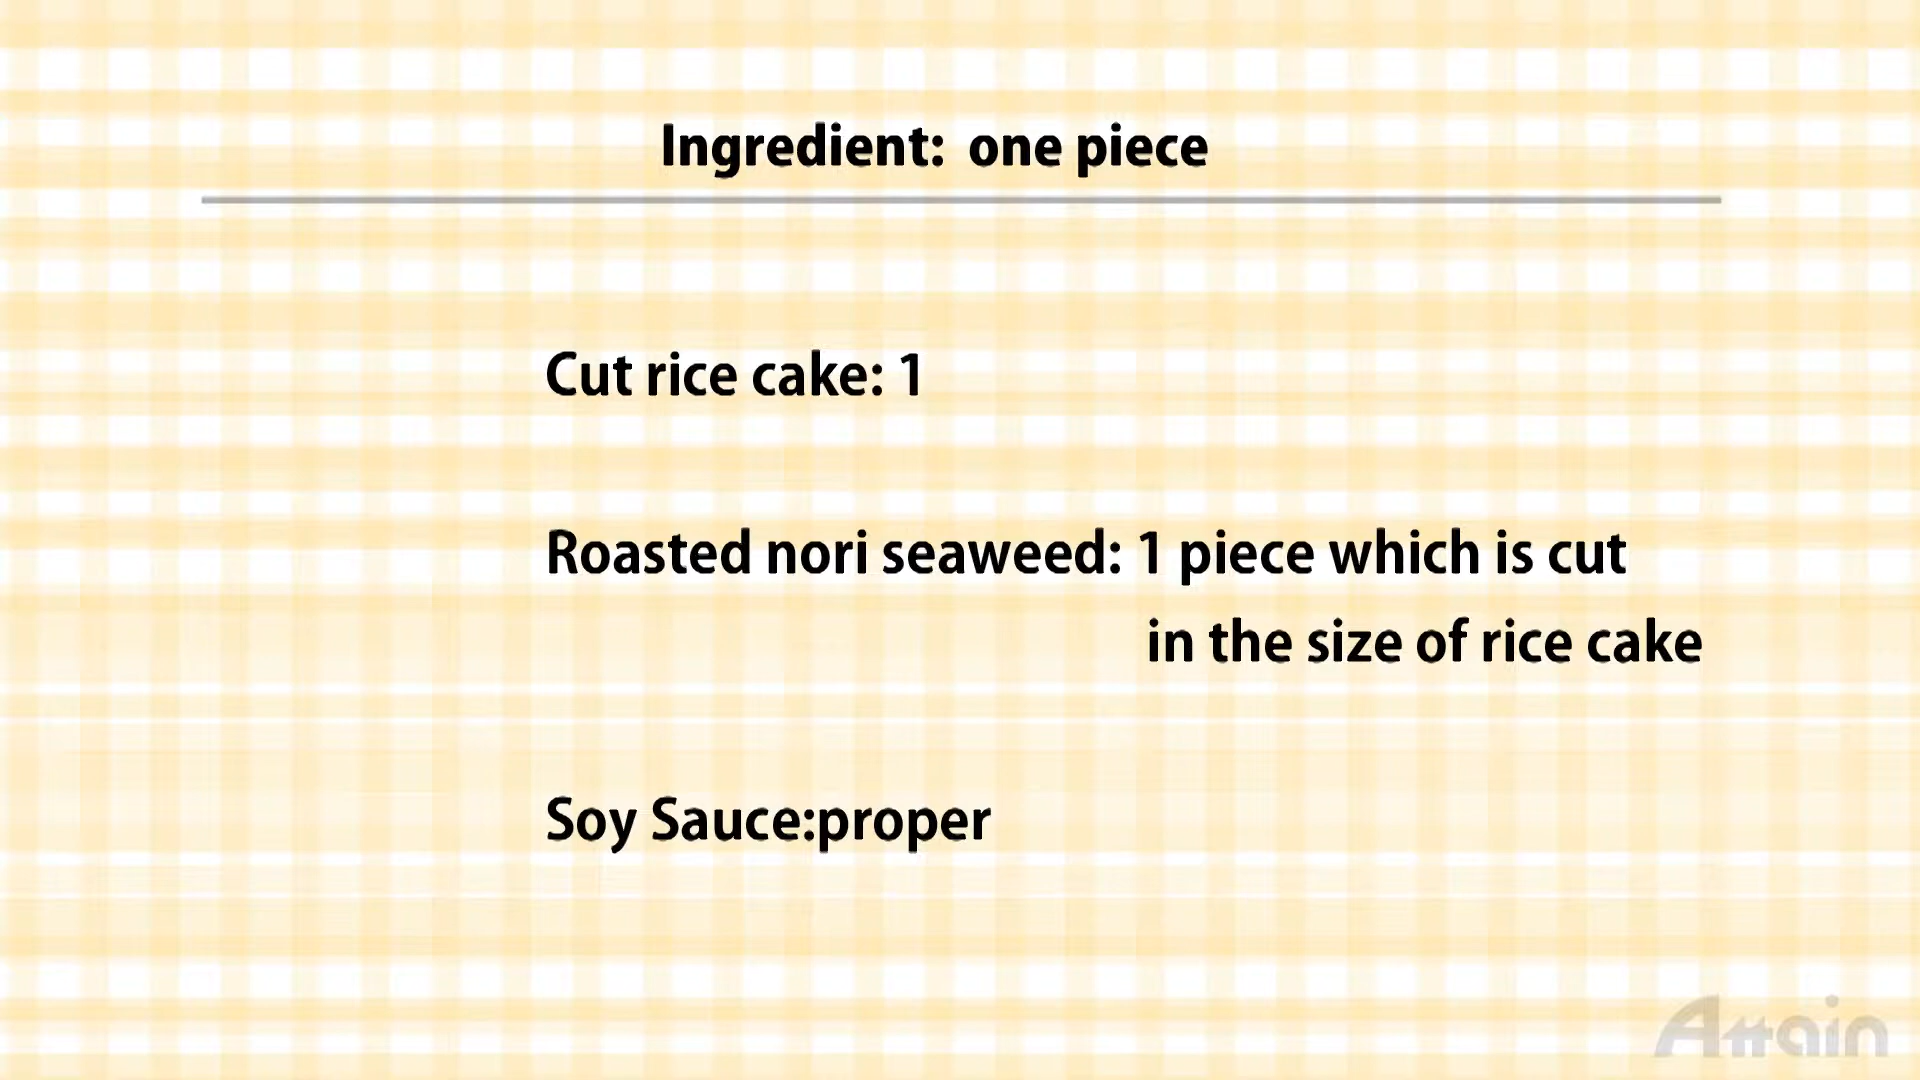 Ingredient: one piece
Cut rice cake: 1
Roasted nori seaweed: 1 piece which is cut
in the size of rice cake
Soy Sauce:proper
Attain